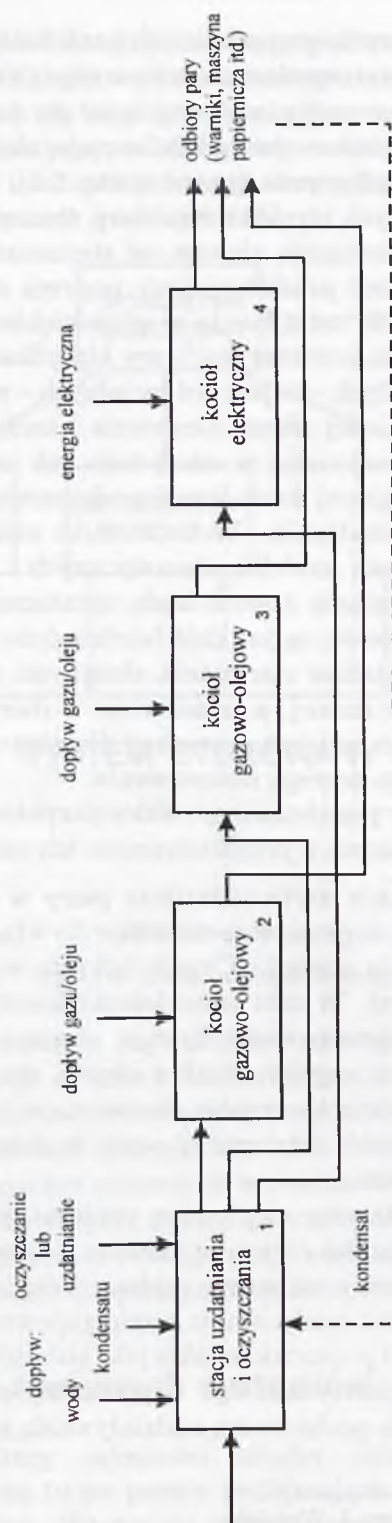 dopływ:
wody
kondensatu
oczyszczanie
lub
uzdatnianie
stacja uzdatniania
i oczyszczania
1
kondensat
dopływ gazu/oleju
kocioł
gazowo-olejowy
2
dopływ gazu/oleju
kocioł
gazowo-olejowy
3
energia elektryczna
kocioł
elektryczny
4
odbiory pary
(warniki, maszyna
papiernicza itd.)